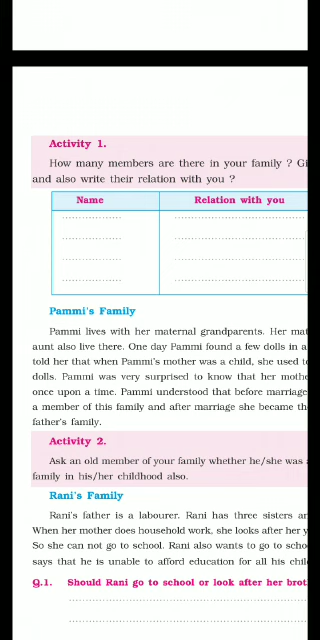 Activity 1.
How many members are there in your family ? Gi
and also write their relation with you ?
Name Relation with you
Pammi's Family
Pammi lives with her maternal grandparents. Her mat
aunt also live there. One day Pammi found a few dolls in a
told her that when Pammi's mother was a child, she used to
dolls. Pammi was very surprised to know that her mothe
once upon a time. Pammi understood that before marriage
a member of this family and after marriage she became th
father's family.
Activity 2.
Ask an old member of your family whether he/she was
family in his/her childhood also.
Rani's Family
Rani's father is a labourer. Rani has three sisters an
When her mother does household work, she looks after her y
So she can not go to school. Rani also wants to go to scho
says that he is unable to afford education for all his chil
Q.1. Should Rani go to school or look after her brot